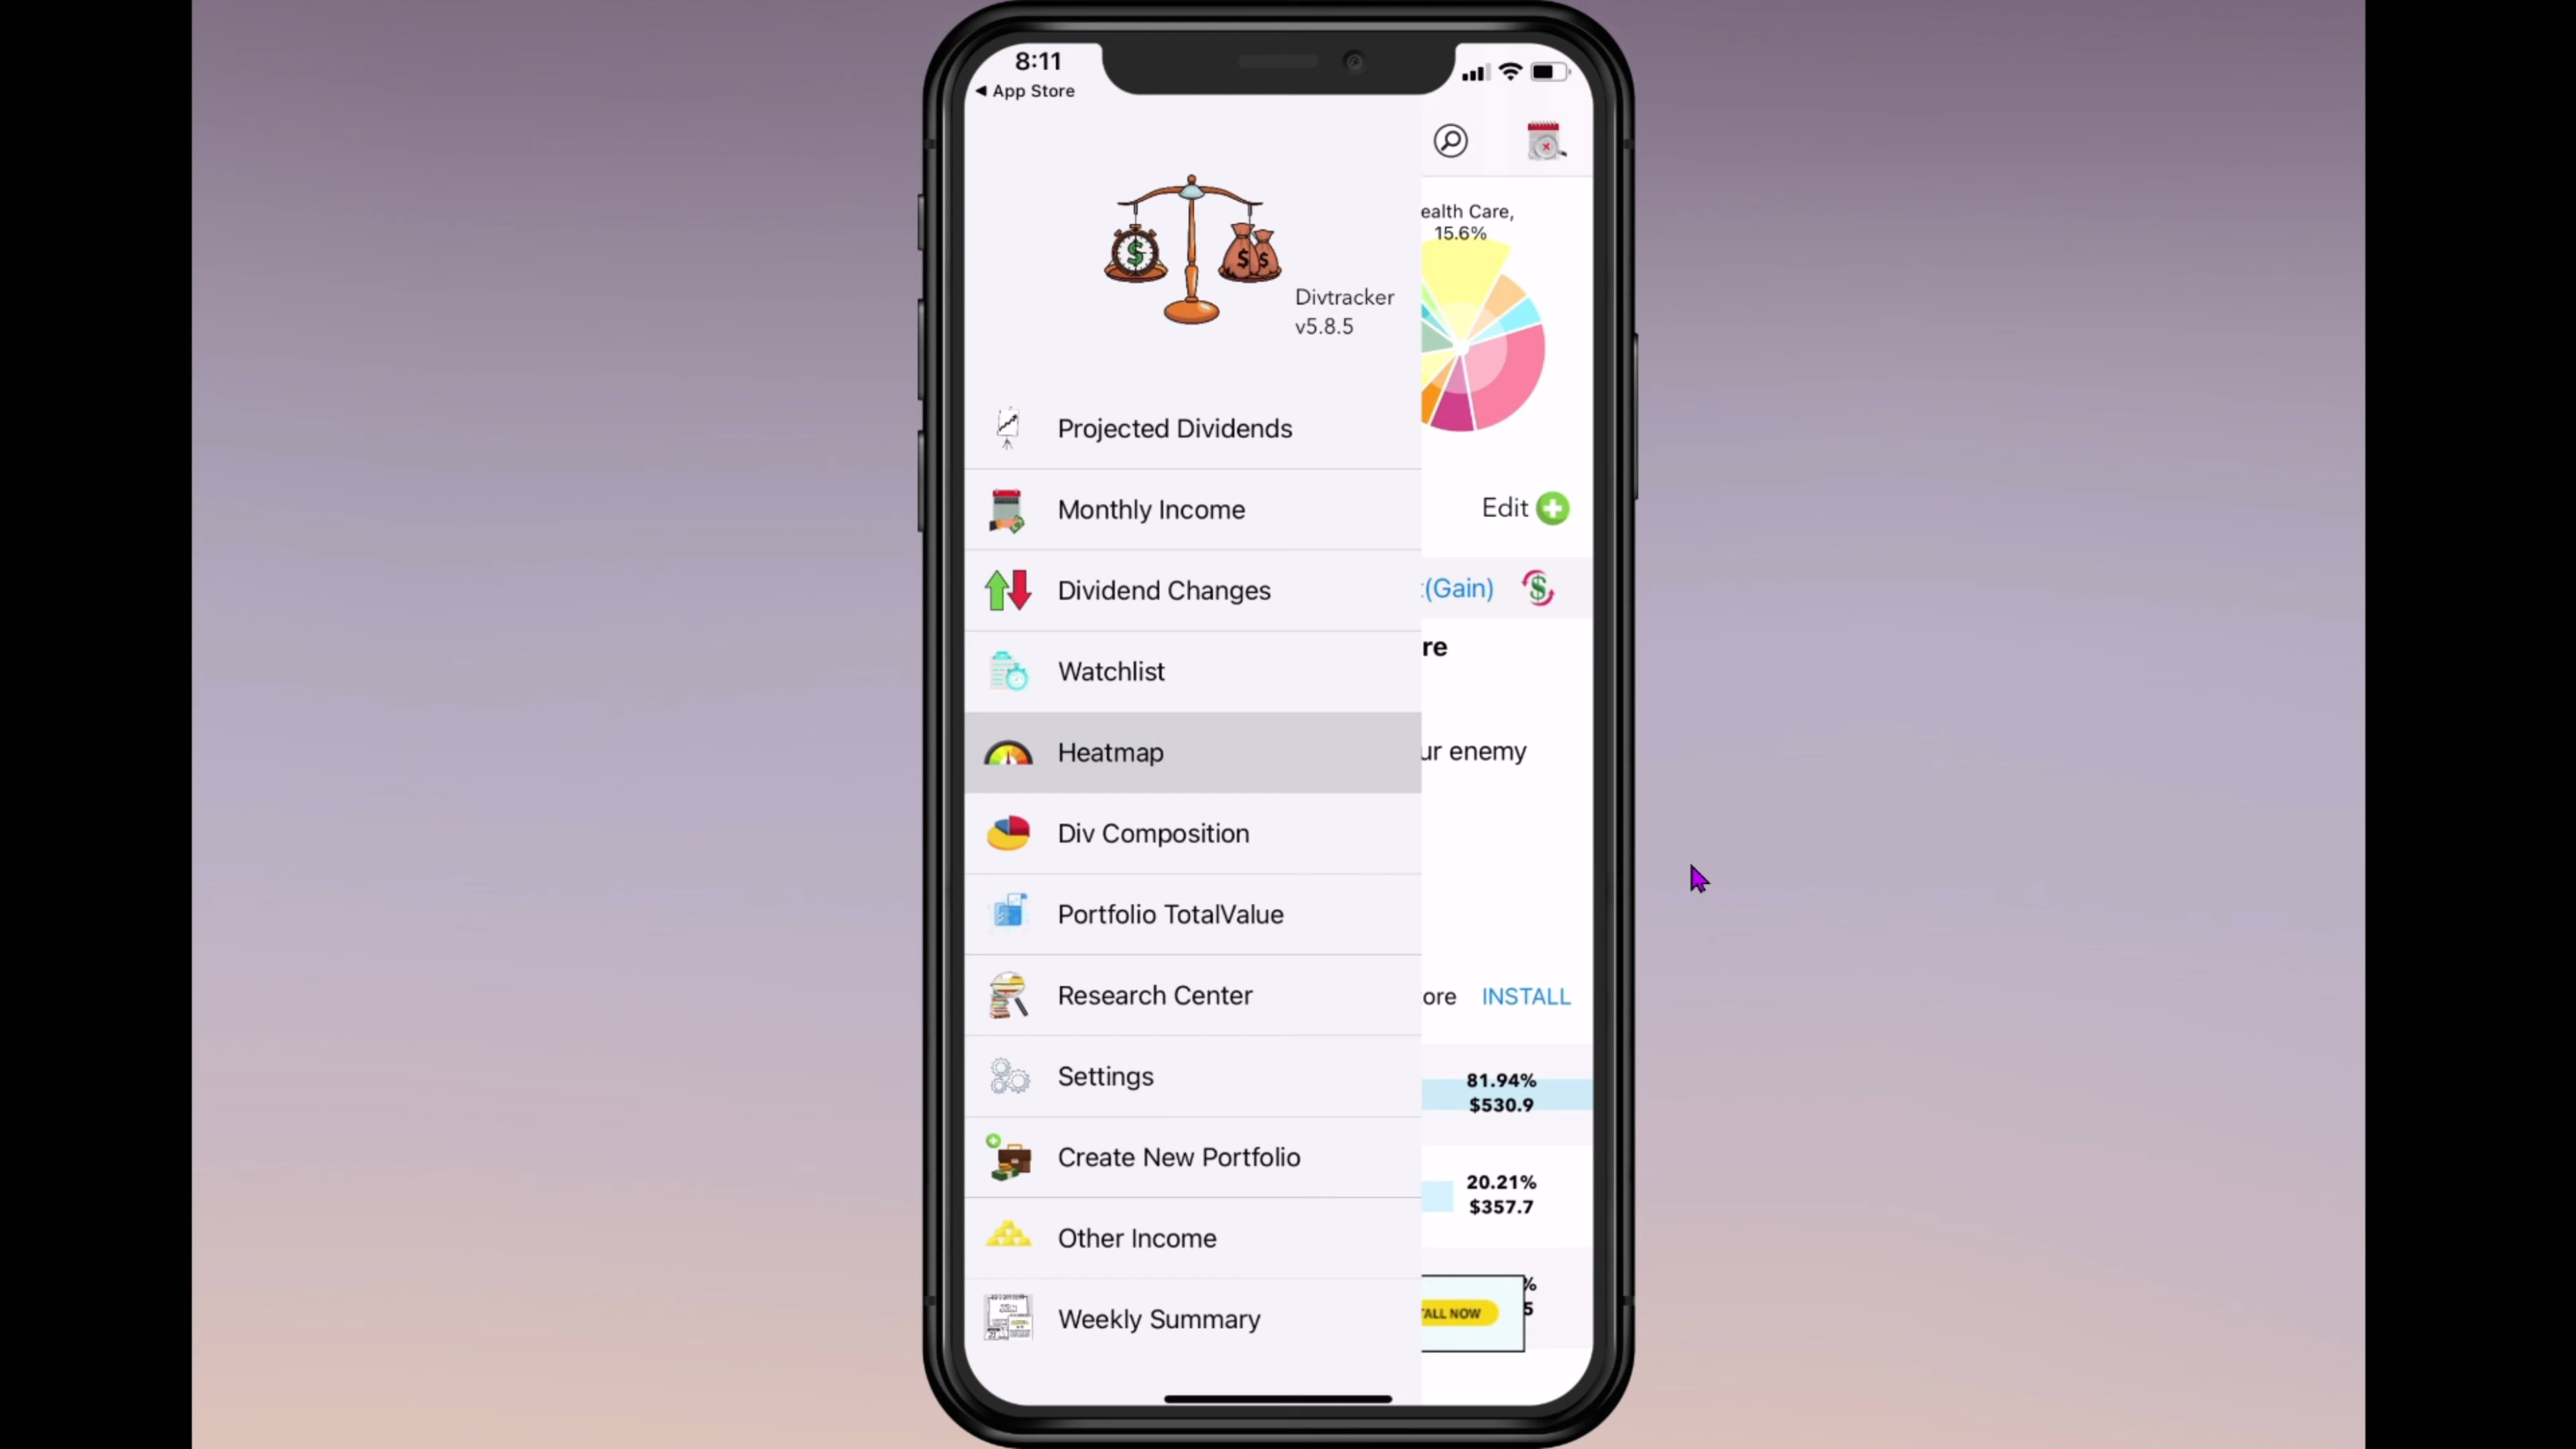 8:11
◀ App Store
Divtracker
v5.8.5
Projected Dividends
Monthly Income
Dividend Changes
Watchlist
Heatmap
Div Composition
Portfolio TotalValue
Research Center
Settings
Create New Portfolio
Other Income
Weekly Summary
ealth Care,
15.6%
Edit
(Gain)
re
ur enemy
ore INSTALL
81.94%
$530.9
20.21%
$357.7
%
5
TALL NOW